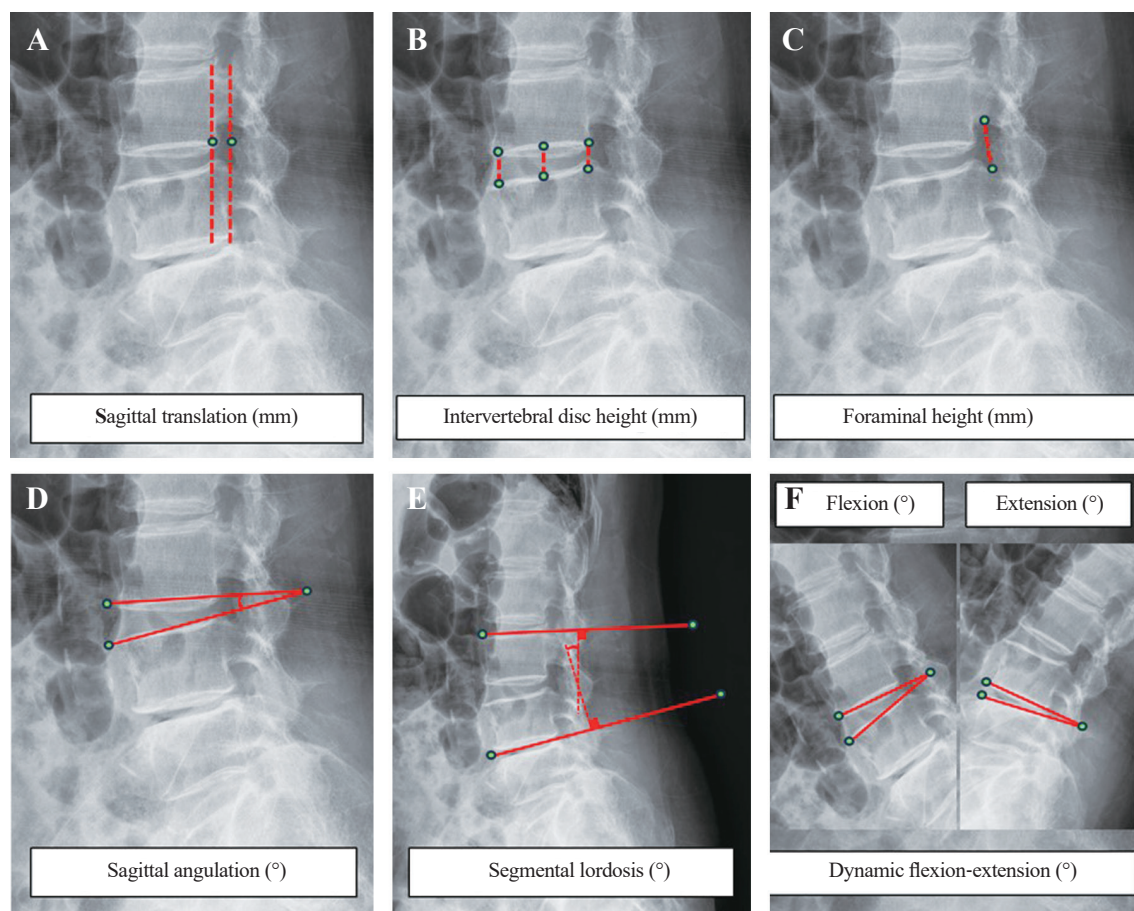 A
B
C
Sagittal translation (mm)
Intervertebral disc height (mm)
Foraminal height (mm)
D
E
F
Flexion (°)
Extension (°)
Sagittal angulation (°)
Segmental lordosis (°)
Dynamic flexion-extension (°)